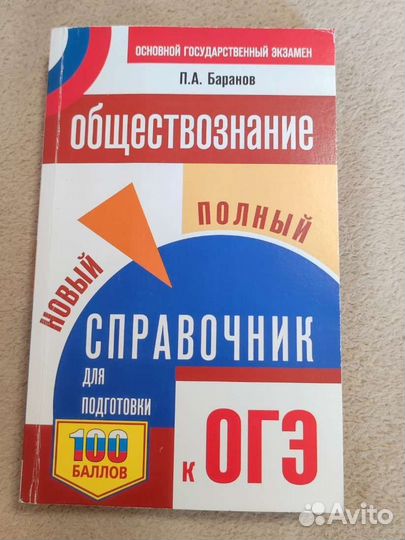 ОСНОВНОЙ ГОСУДАРСТВЕННЫЙ ЭКЗАМЕН
П.А. Баранов
ОБЩЕСТВОЗНАНИЕ
НОВЫЙ
ПОЛНЫЙ
СПРАВОЧНИК
ДЛЯ
ПОДГОТОВКИ
100
БАЛЛОВ
К ОГЭ
Avito